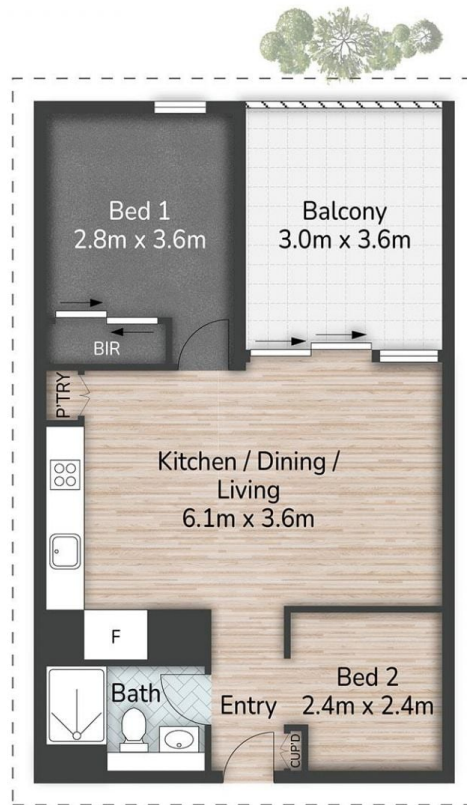 Bed 1
2.8m x 3.6m
Balcony
3.0m x 3.6m
BIR
P'TRY
Kitchen / Dining /
Living
6.1m x 3.6m
F
Bath
Entry
Bed 2
2.4m x 2.4m
CUP'D